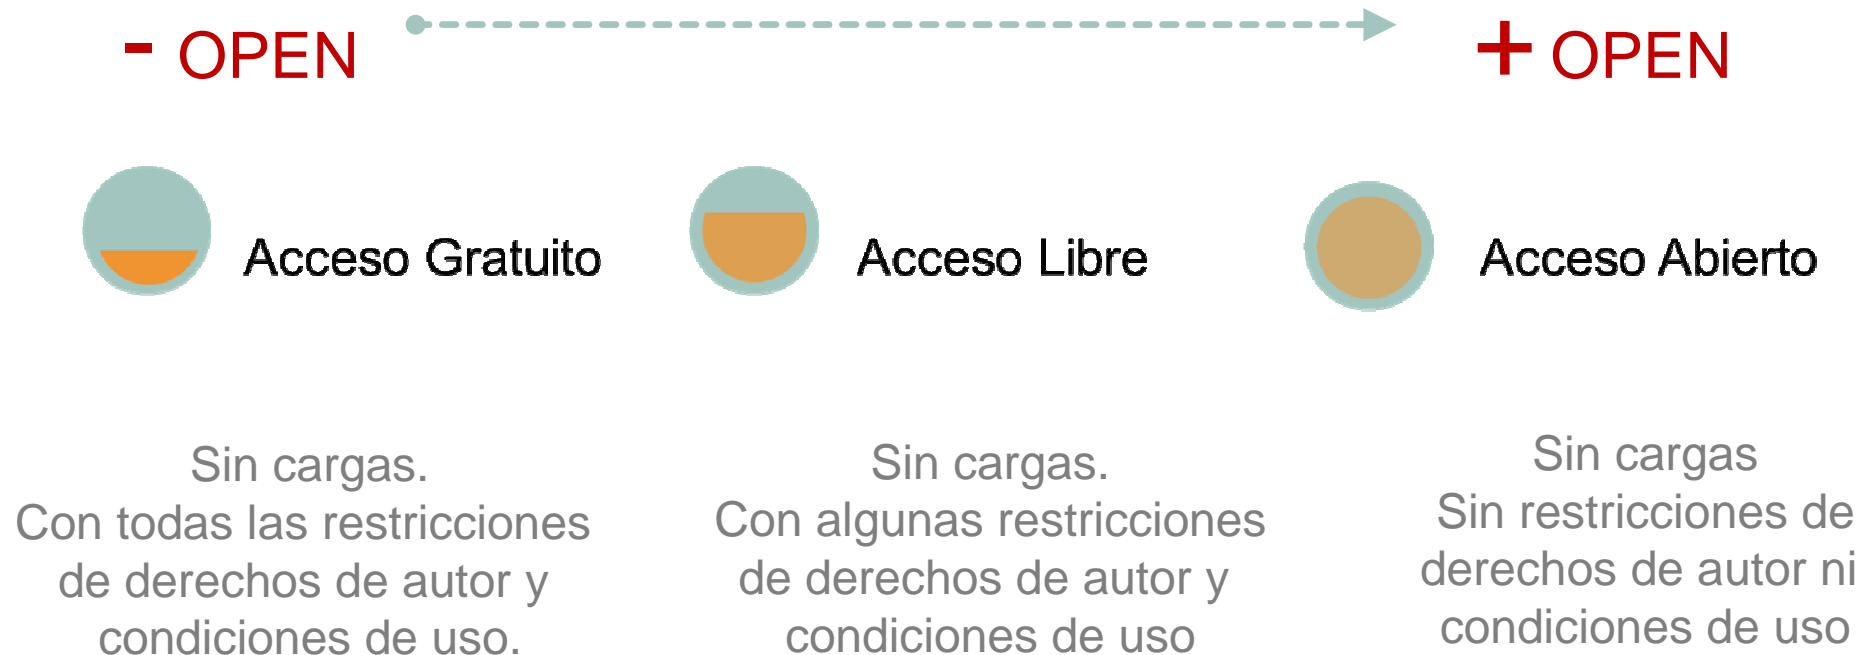 - OPEN
+ OPEN
Acceso Gratuito
Acceso Libre
Acceso Abierto
Sin cargas.
Con todas las restricciones
de derechos de autor y
condiciones de uso.
Sin cargas.
Con algunas restricciones
de derechos de autor y
condiciones de uso
Sin cargas
Sin restricciones de
derechos de autor ni
condiciones de uso